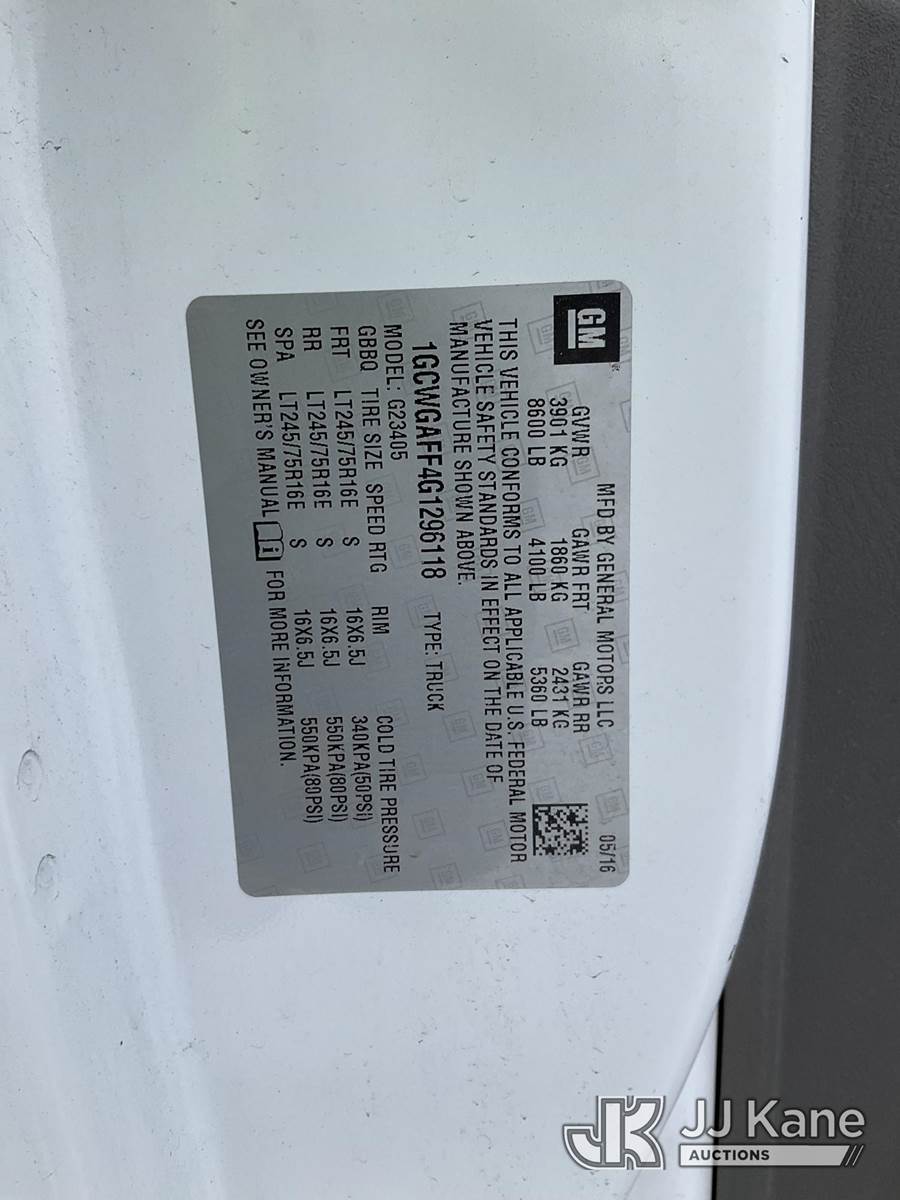 GM
MFD BY GENERAL MOTORS LLC 05/16
GVWR GAWR FRT GAWR RR
3901 KG 1860 KG 2431 KG
8600 LB 4100 LB 5360 LB
THIS VEHICLE CONFORMS TO ALL APPLICABLE U.S. FEDERAL MOTOR
VEHICLE SAFETY STANDARDS IN EFFECT ON THE DATE OF
MANUFACTURE SHOWN ABOVE.
1GCWGAFF4G1296118 TYPE: TRUCK
MODEL: G23405
GBBQ TIRE SIZE SPEED RTG RIM COLD TIRE PRESSURE
FRT LT245/75R16E S 16X6.5J 340KPA(50PSI)
RR LT245/75R16E S 16X6.5J 550KPA(80PSI)
SPA LT245/75R16E S 16X6.5J 550KPA(80PSI)
SEE OWNER'S MANUAL FOR MORE INFORMATION.
JK JJ Kane
AUCTIONS